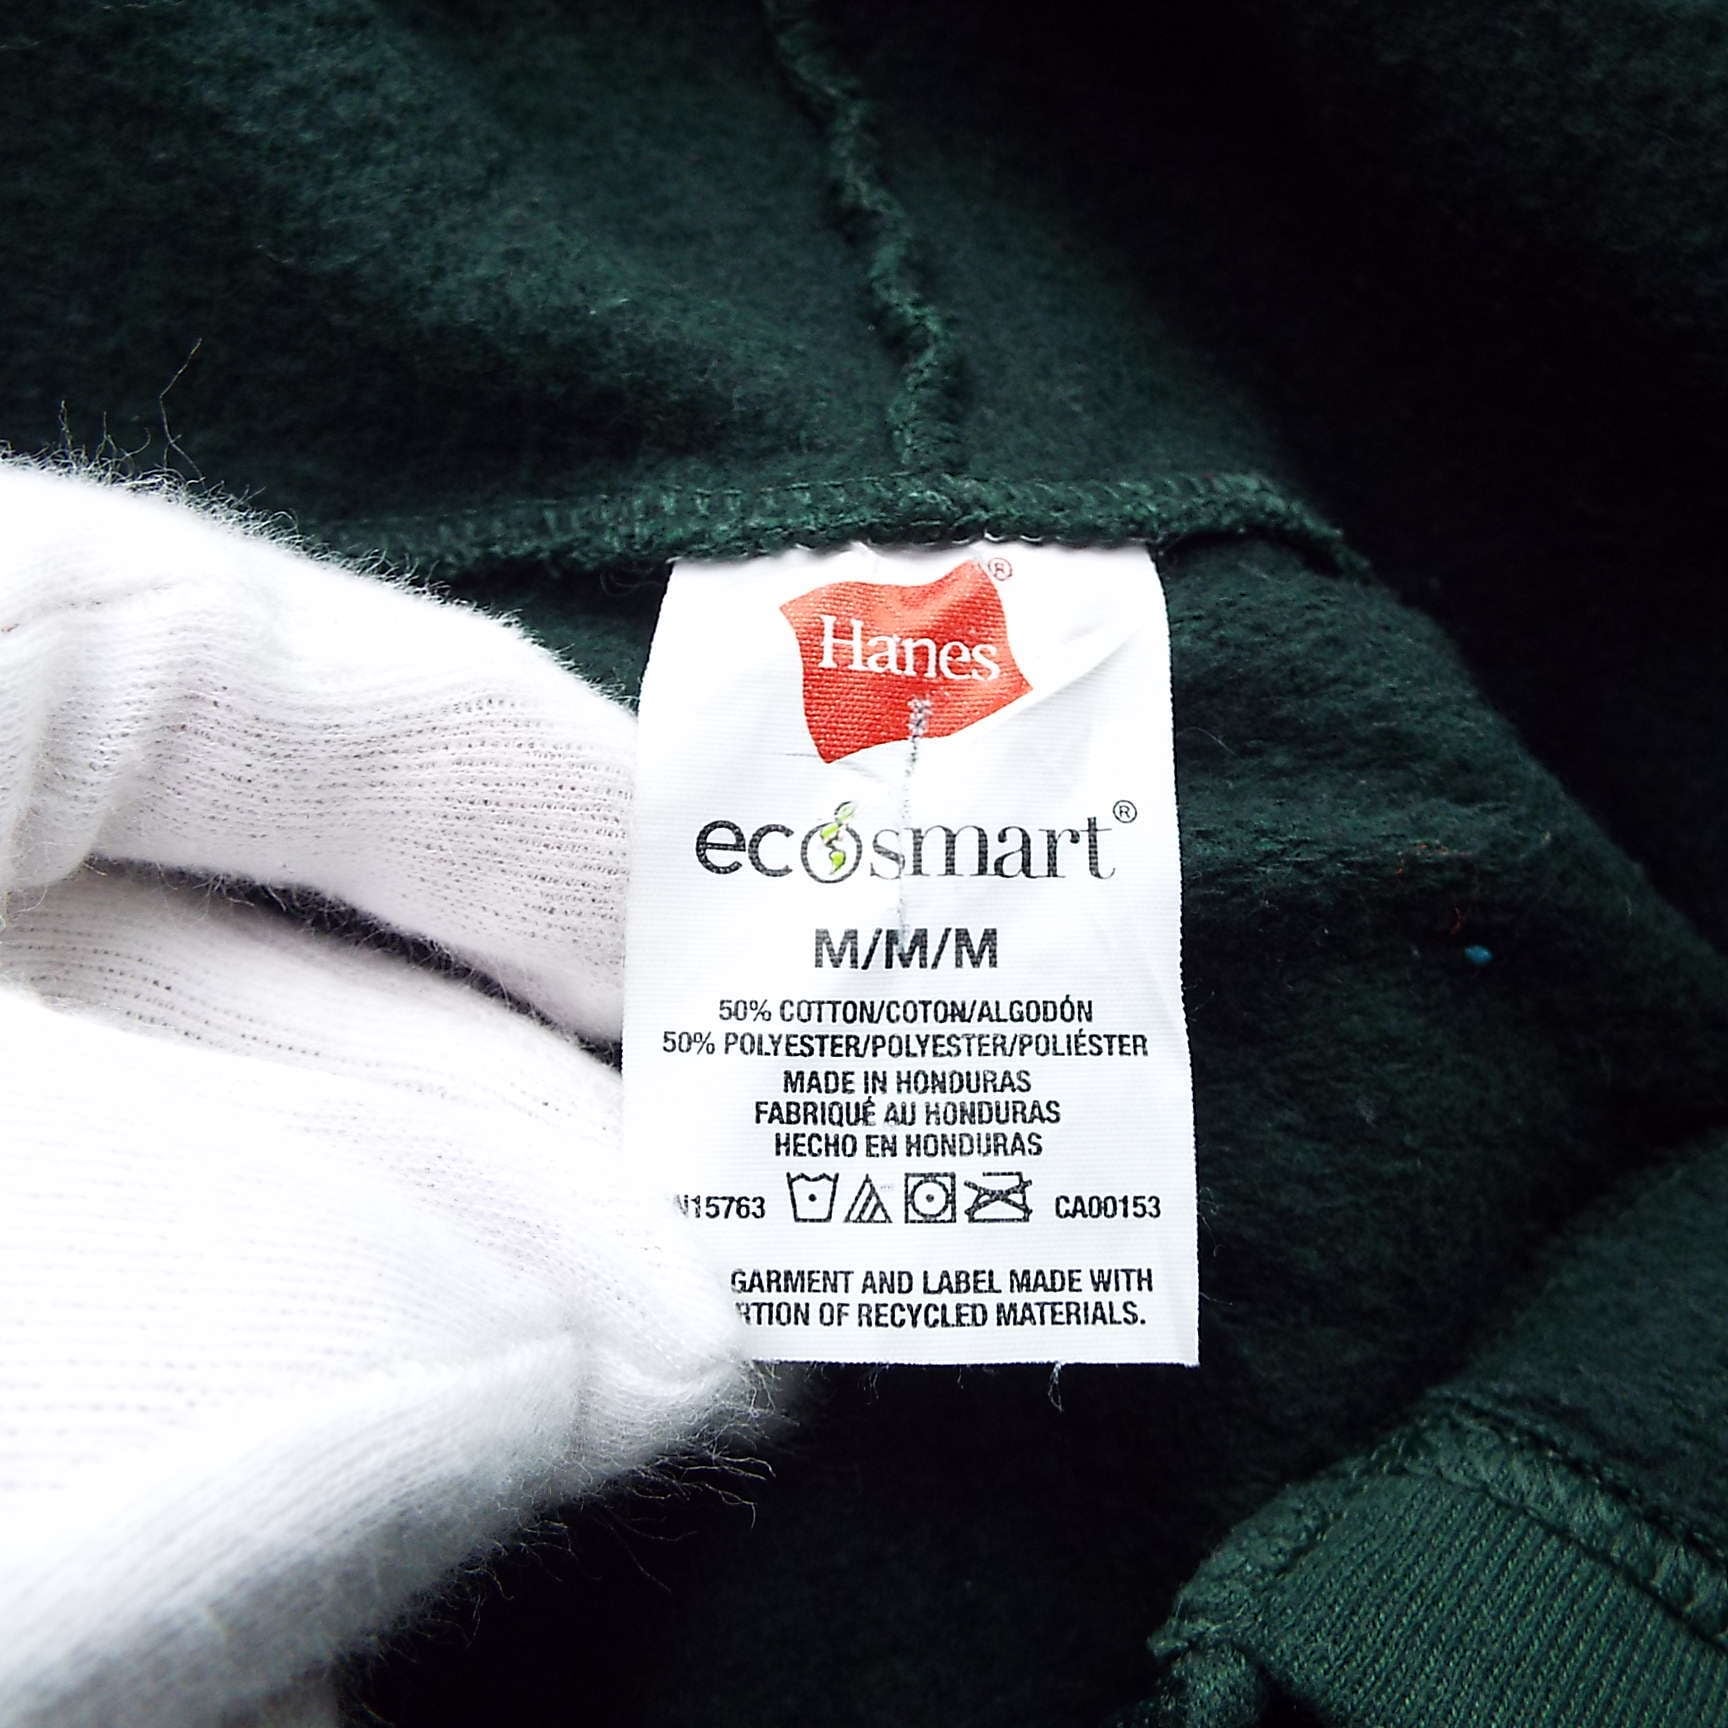 Hanes®
ecosmart®
M/M/M
50% COTTON/COTON/ALGODÓN
50% POLYESTER/POLYESTER/POLIÉSTER
MADE IN HONDURAS
FABRIQUÉ AU HONDURAS
HECHO EN HONDURAS
15763 CA00153
GARMENT AND LABEL MADE WITH
OF RECYCLED MATERIALS.